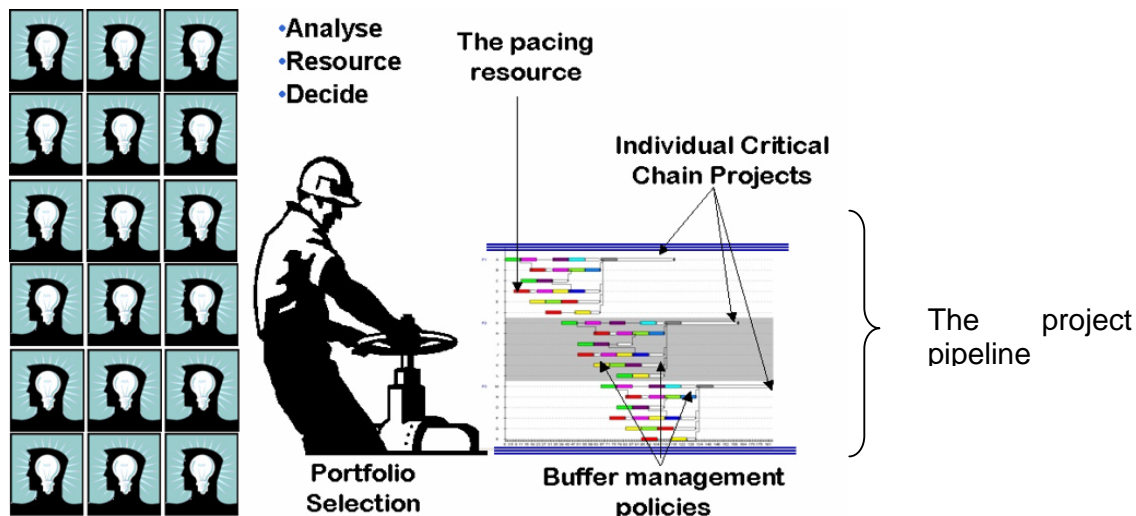 •Analyse
•Resource
•Decide
The pacing
resource
Individual Critical
Chain Projects
The project
pipeline
Portfolio
Selection
Buffer management
policies